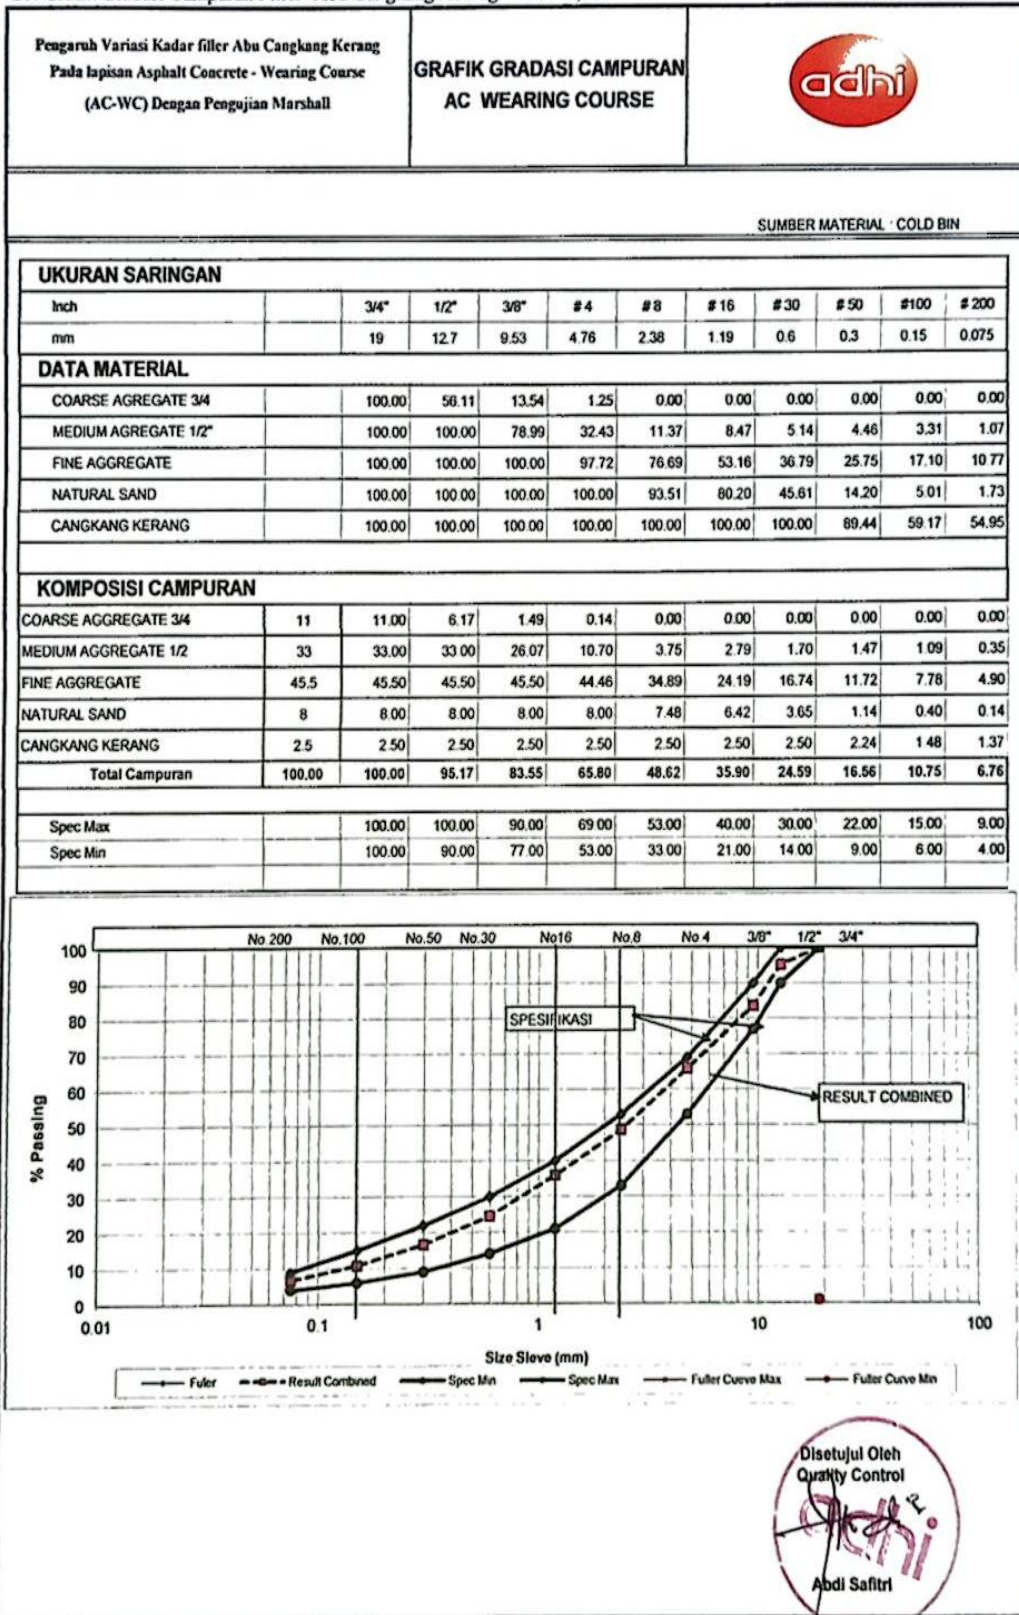 Pengaruh Variasi Kadar filler Abu Cangkang Kerang
Pada lapisan Asphalt Concrete - Wearing Course
(AC-WC) Dengan Pengujian Marshall
GRAFIK GRADASI CAMPURAN
AC WEARING COURSE
adhi
SUMBER MATERIAL : COLD BIN
UKURAN SARINGAN
Inch 3/4" 1/2" 3/8" # 4 # 8 # 16 # 30 # 50 #100 # 200
mm 19 12.7 9.53 4.76 2.38 1.19 0.6 0.3 0.15 0.075
DATA MATERIAL
COARSE AGREGATE 3/4 100.00 56.11 13.54 1.25 0.00 0.00 0.00 0.00 0.00 0.00
MEDIUM AGREGATE 1/2" 100.00 100.00 78.99 32.43 11.37 8.47 5.14 4.46 3.31 1.07
FINE AGGREGATE 100.00 100.00 100.00 97.72 76.69 53.16 36.79 25.75 17.10 10.77
NATURAL SAND 100.00 100.00 100.00 100.00 93.51 80.20 45.61 14.20 5.01 1.73
CANGKANG KERANG 100.00 100.00 100.00 100.00 100.00 100.00 100.00 89.44 59.17 54.95
KOMPOSISI CAMPURAN
COARSE AGGREGATE 3/4 11 11.00 6.17 1.49 0.14 0.00 0.00 0.00 0.00 0.00 0.00
MEDIUM AGGREGATE 1/2 33 33.00 33.00 26.07 10.70 3.75 2.79 1.70 1.47 1.09 0.35
FINE AGGREGATE 45.5 45.50 45.50 45.50 44.46 34.89 24.19 16.74 11.72 7.78 4.90
NATURAL SAND 8 8.00 8.00 8.00 8.00 7.48 6.42 3.65 1.14 0.40 0.14
CANGKANG KERANG 2.5 2.50 2.50 2.50 2.50 2.50 2.50 2.50 2.24 1.48 1.37
Total Campuran 100.00 100.00 95.17 83.55 65.80 48.62 35.90 24.59 16.56 10.75 6.76
Spec Max 100.00 100.00 90.00 69.00 53.00 40.00 30.00 22.00 15.00 9.00
Spec Min 100.00 90.00 77.00 53.00 33.00 21.00 14.00 9.00 6.00 4.00
No.200 No.100 No.50 No.30 No16 No.8 No.4 3/8" 1/2" 3/4"
100
90
80
70
60
50
40
30
20
10
0
% Passing
SPESIFIKASI
RESULT COMBINED
0.01 0.1 1 10 100
Size Sieve (mm)
Fuler Result Combined Spec Min Spec Max Fuller Cuevo Max Fuller Curve Min
Disetujui Oleh
Quality Control
adhi
Abdi Safitri